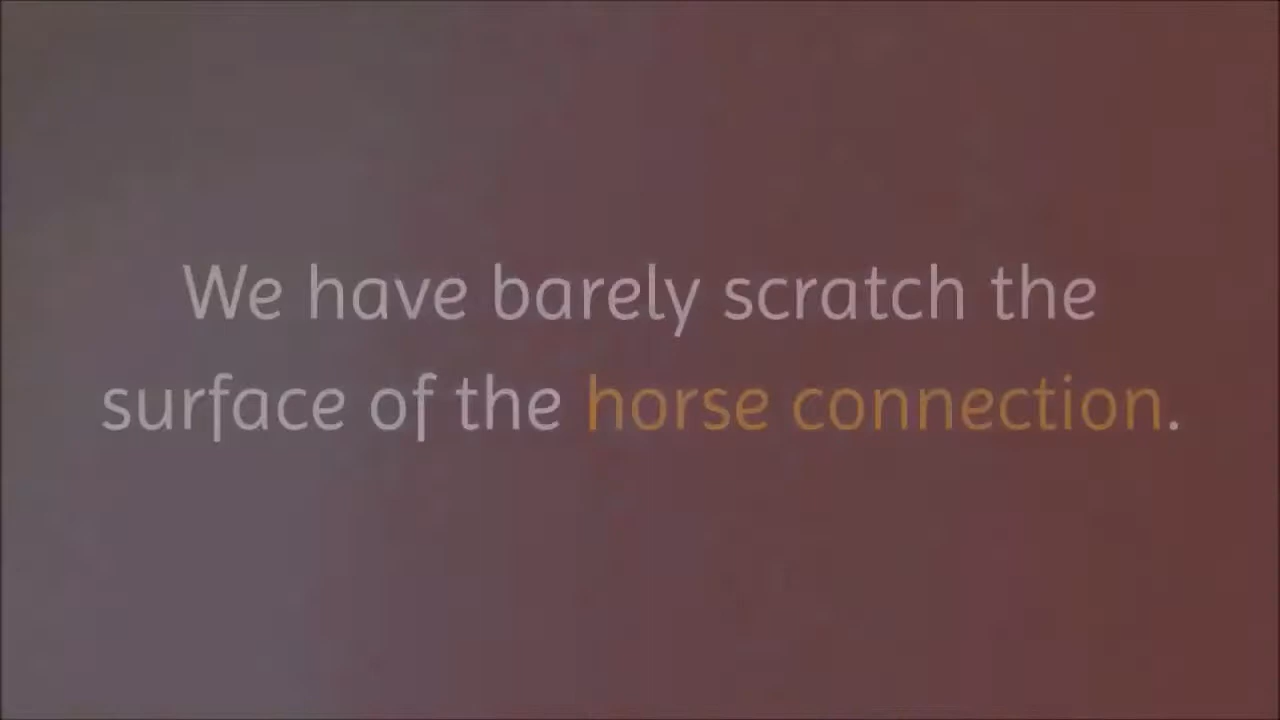 We have barely scratch the
surface of the horse connection.